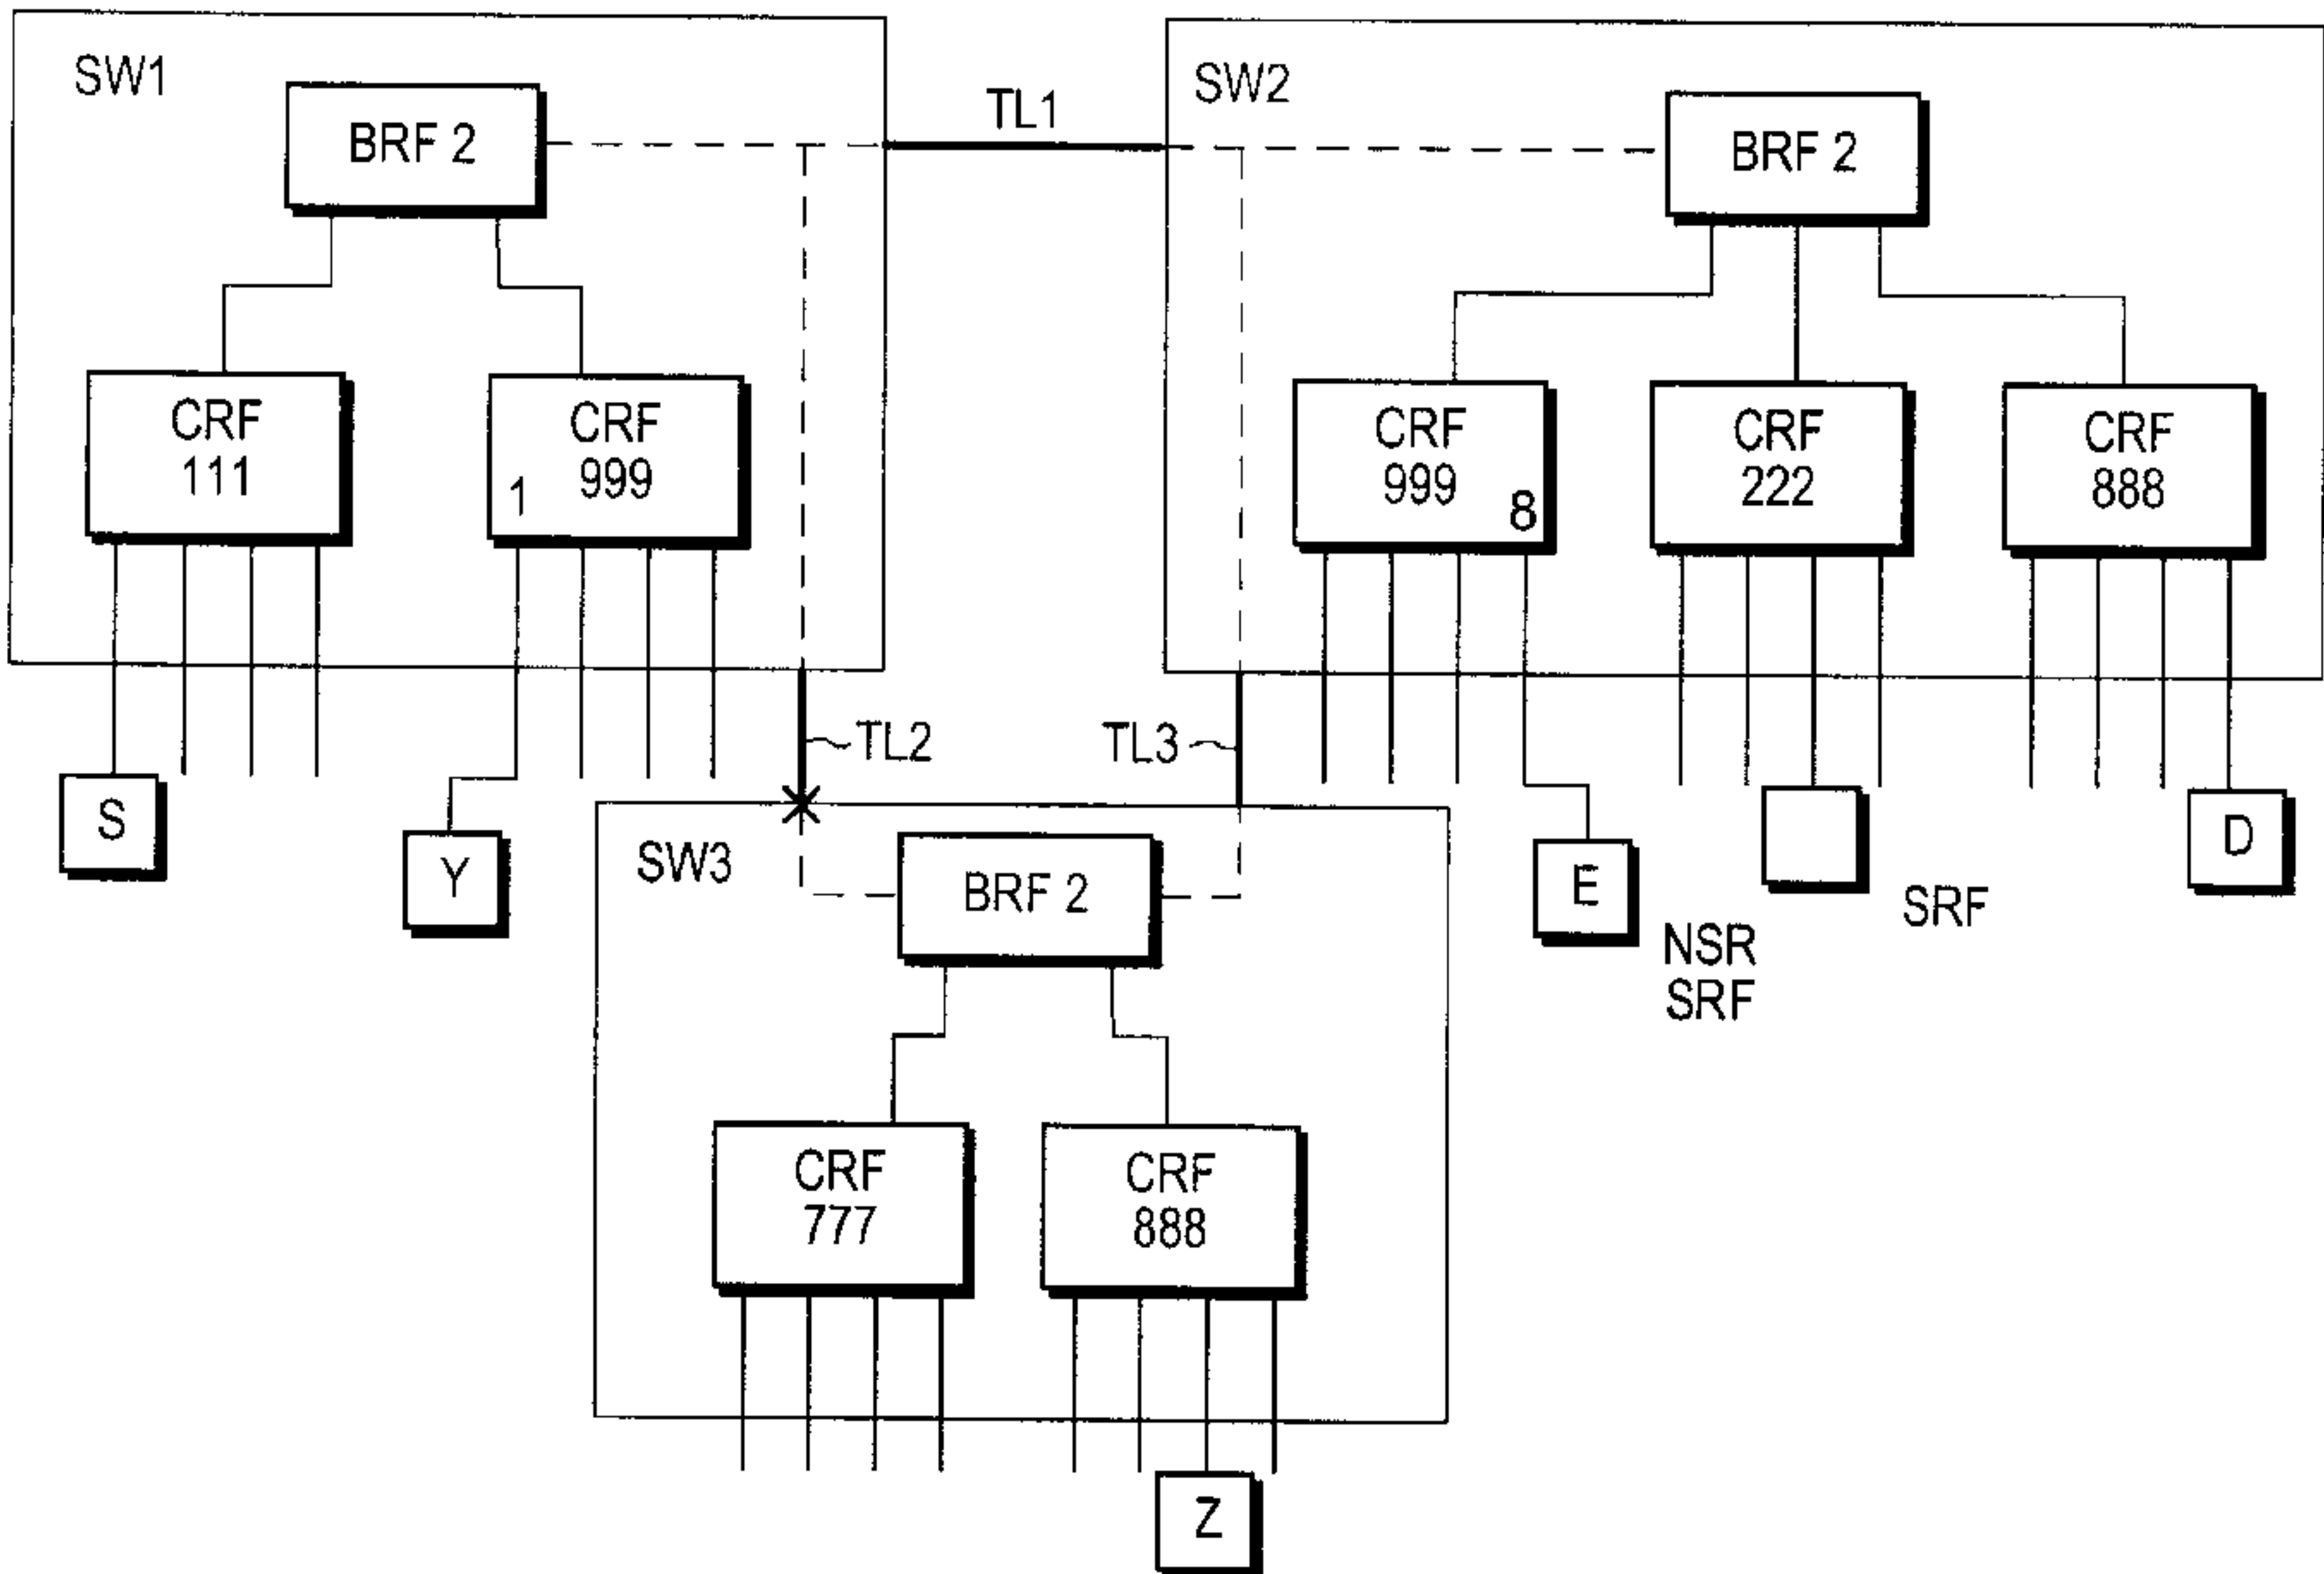 SW1
BRF 2
TL1
SW2
BRF 2
CRF
111
CRF
999
1
CRF
999
8
CRF
222
CRF
888
TL2
TL3
S
Y
SW3
BRF 2
E
NSR
SRF
SRF
D
CRF
777
CRF
888
Z